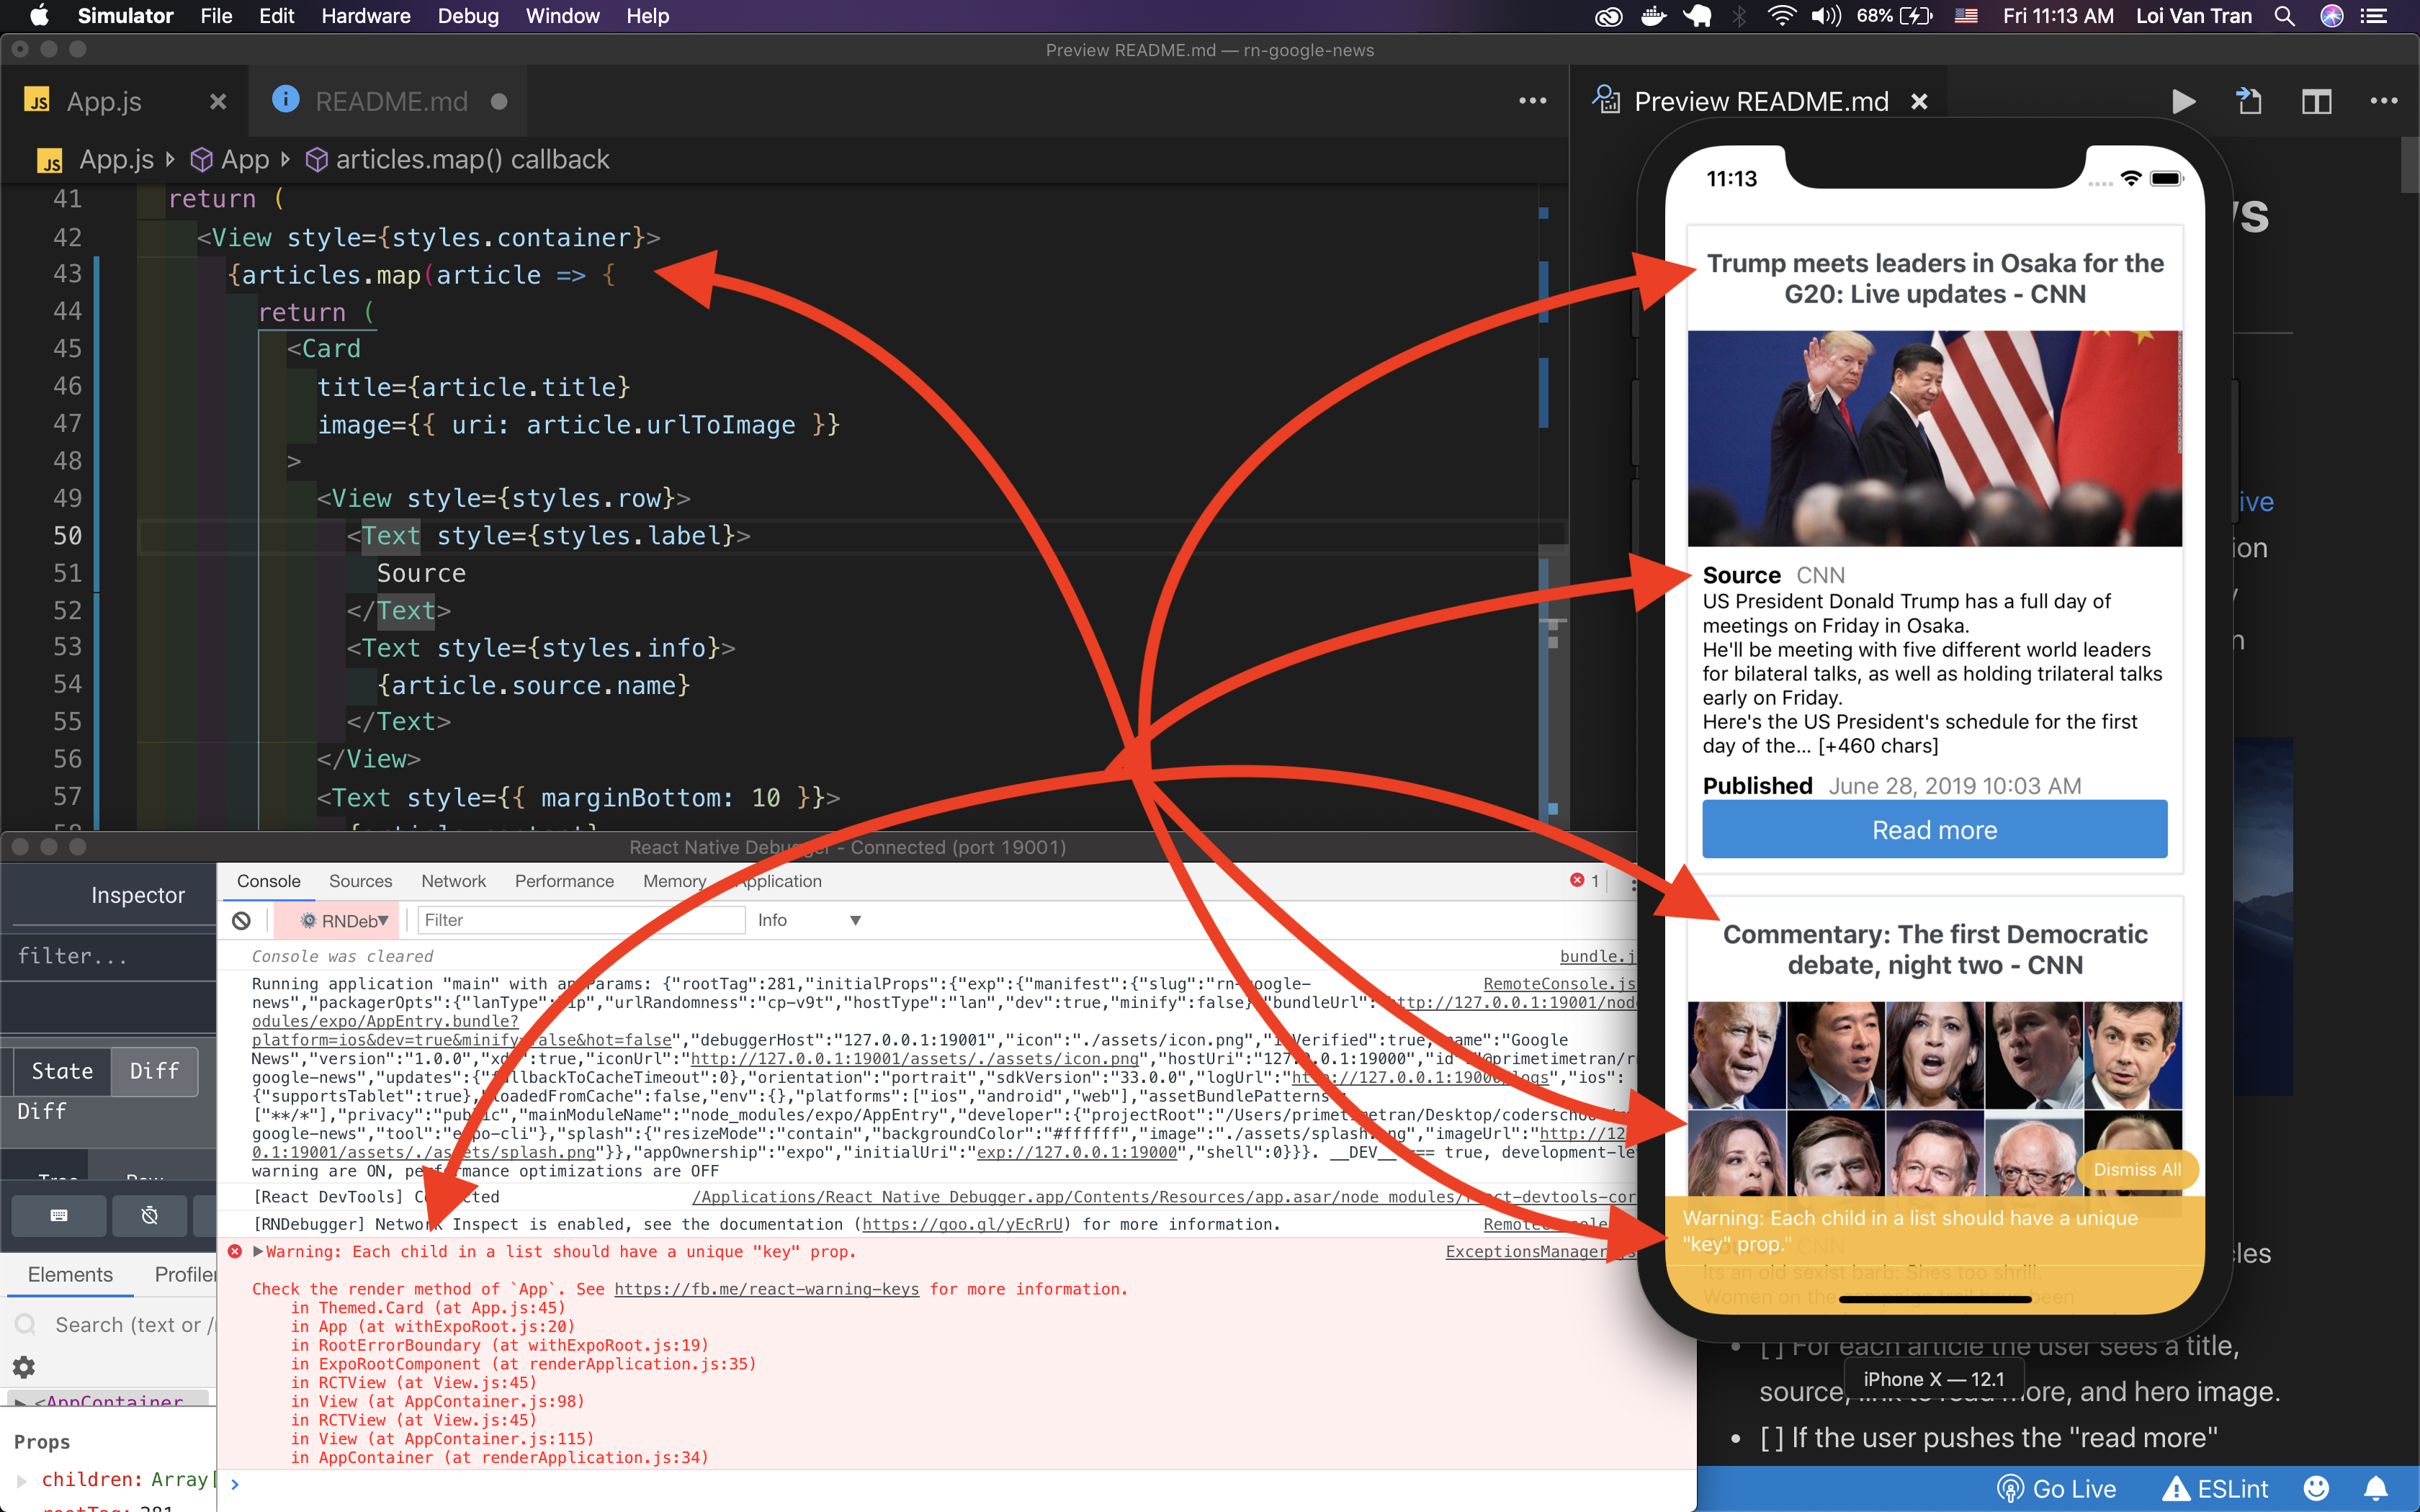 Simulator File Edit Hardware Debug Window Help
68% Fri 11:13 AM Loi Van Tran
Preview README.md — rn-google-news
JS App.js
README.md
Preview README.md
JS App.js App articles.map() callback
41 return (
42 <View style={styles.container}>
43 {articles.map(article => {
44 return (
45 <Card
46 title={article.title}
47 image={{ uri: article.urlToImage }}
48 >
49 <View style={styles.row}>
50 <Text style={styles.label}>
51 Source
52 </Text>
53 <Text style={styles.info}>
54 {article.source.name}
55 </Text>
56 </View>
57 <Text style={{ marginBottom: 10 }}>
58 {article.content}
React Native Debugger - Connected (port 19001)
Inspector
filter...
State Diff
Diff
Tree Raw
Elements Profiler
Search (text or /r
<AppContainer
Props
children: Array[
rootTag: 281
Console Sources Network Performance Memory Application
1
RNDeb Filter Info
Console was cleared bundle.j
Running application "main" with appParams: {"rootTag":281,"initialProps":{"exp":{"manifest":{"slug":"rn-google- RemoteConsole.js
news","packagerOpts":{"lanType":"ip","urlRandomness":"cp-v9t","hostType":"lan","dev":true,"minify":false},"bundleUrl":"http://127.0.0.1:19001/node
odules/expo/AppEntry.bundle?
platform=ios&dev=true&minify=false&hot=false","debuggerHost":"127.0.0.1:19001","icon":"./assets/icon.png","isVerified":true,"name":"Google
News","version":"1.0.0","xde":true,"iconUrl":"http://127.0.0.1:19001/assets/./assets/icon.png","hostUri":"127.0.0.1:19000","id":"@primetimetran/rn
google-news","updates":{"fallbackToCacheTimeout":0},"orientation":"portrait","sdkVersion":"33.0.0","logUrl":"http://127.0.0.1:19000/logs","ios":
{"supportsTablet":true},"loadedFromCache":false,"env":{},"platforms":["ios","android","web"],"assetBundlePatterns":
["**/*"],"privacy":"public","mainModuleName":"node_modules/expo/AppEntry","developer":{"projectRoot":"/Users/primetimetran/Desktop/coderschool/
google-news","tool":"expo-cli"},"splash":{"resizeMode":"contain","backgroundColor":"#ffffff","image":"./assets/splash.png","imageUrl":"http://12
0.1:19001/assets/./assets/splash.png"}},"appOwnership":"expo","initialUri":"exp://127.0.0.1:19000","shell":0}}}. __DEV__ === true, development-le
warning are ON, performance optimizations are OFF
[React DevTools] Connected /Applications/React Native Debugger.app/Contents/Resources/app.asar/node_modules/react-devtools-cor
[RNDebugger] Network Inspect is enabled, see the documentation (https://goo.gl/yEcRrU) for more information. RemoteConsole
Warning: Each child in a list should have a unique "key" prop. ExceptionsManager.js
Check the render method of `App`. See https://fb.me/react-warning-keys for more information.
in Themed.Card (at App.js:45)
in App (at withExpoRoot.js:20)
in RootErrorBoundary (at withExpoRoot.js:19)
in ExpoRootComponent (at renderApplication.js:35)
in RCTView (at View.js:45)
in View (at AppContainer.js:98)
in RCTView (at View.js:45)
in View (at AppContainer.js:115)
in AppContainer (at renderApplication.js:34)
>
11:13
Trump meets leaders in Osaka for the
G20: Live updates - CNN
Source CNN
US President Donald Trump has a full day of
meetings on Friday in Osaka.
He'll be meeting with five different world leaders
for bilateral talks, as well as holding trilateral talks
early on Friday.
Here's the US President's schedule for the first
day of the... [+460 chars]
Published June 28, 2019 10:03 AM
Read more
Commentary: The first Democratic
debate, night two - CNN
Dismiss All
Warning: Each child in a list should have a unique
"key" prop."
CNN
Its an old sexist barb: Shes too shrill.
Women on the
been
iPhone X — 12.1
vs
ive
ion
y
n
cles
[ ] For each article the user sees a title,
source, link to read more, and hero image.
[ ] If the user pushes the "read more"
Go Live ESLint